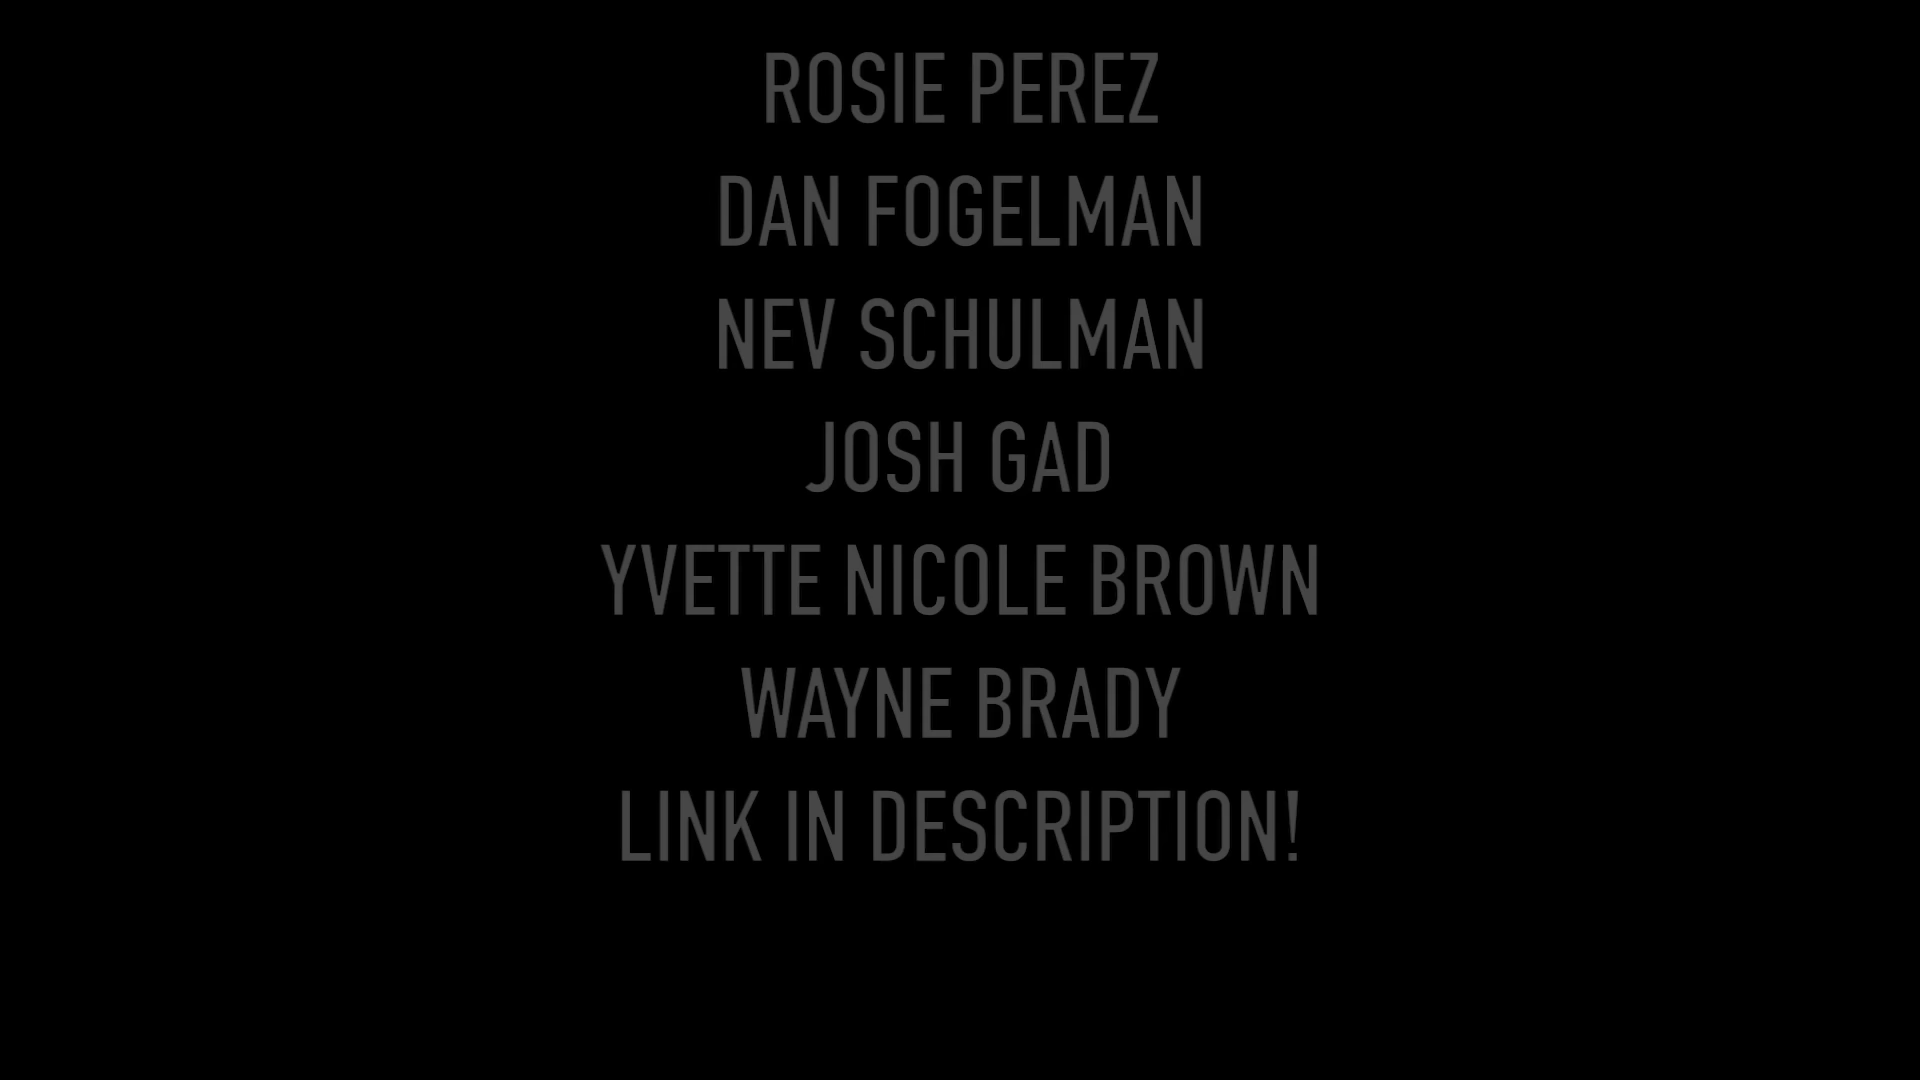 ROSIE PEREZ
DAN FOGELMAN
NEV SCHULMAN
JOSH GAD
YVETTE NICOLE BROWN
WAYNE BRADY
LINK IN DESCRIPTION!